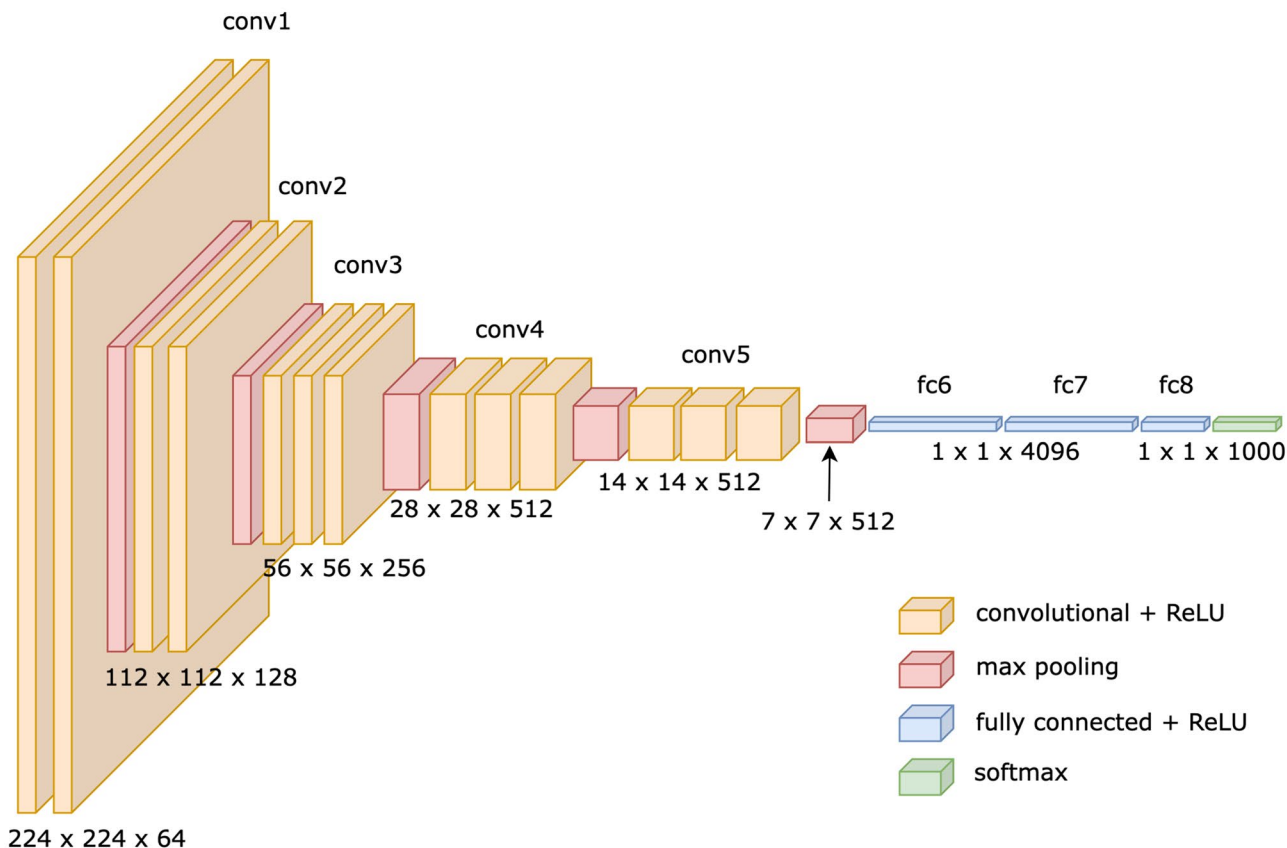 conv1
conv2
conv3
conv4
conv5
fc6
fc7
fc8
1 x 1 x 4096
1 x 1 x 1000
14 x 14 x 512
28 x 28 x 512
7 x 7 x 512
56 x 56 x 256
112 x 112 x 128
224 x 224 x 64
convolutional + ReLU
max pooling
fully connected + ReLU
softmax